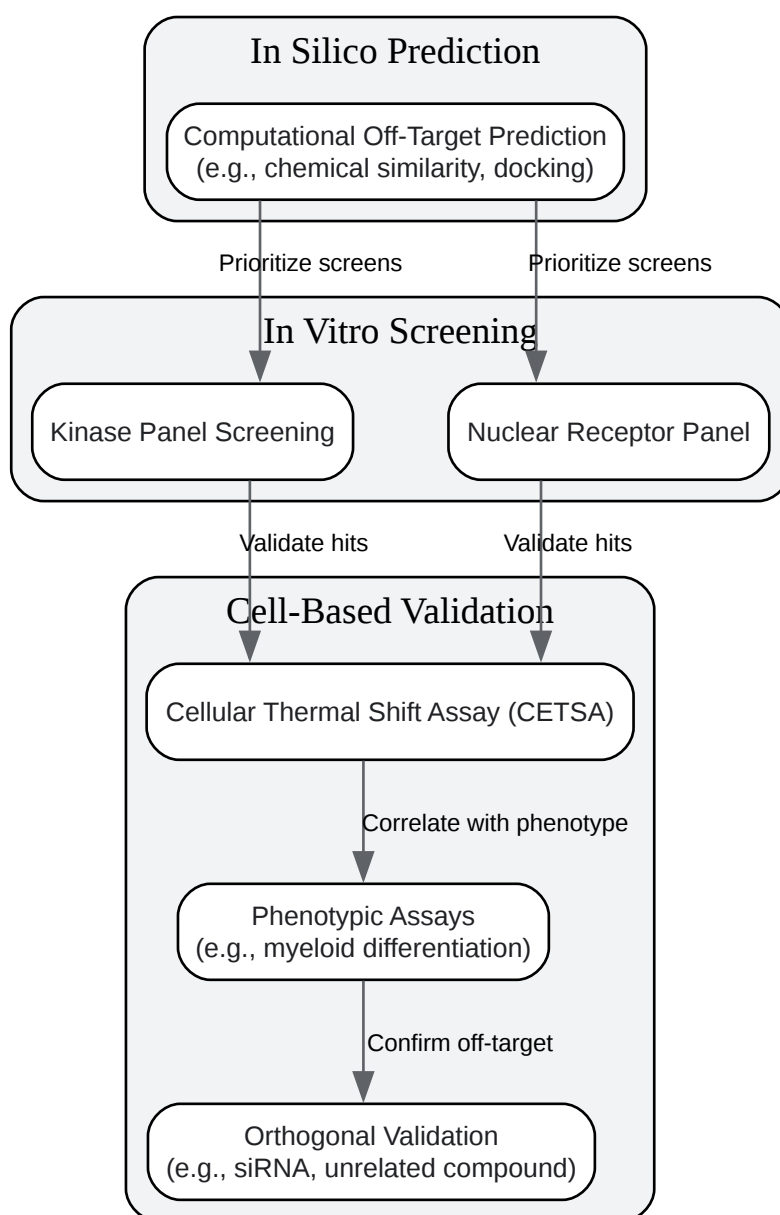 In Silico Prediction
Computational Off-Target Prediction
(e.g., chemical similarity, docking)
Prioritize screens
Prioritize screens
In Vitro Screening
Kinase Panel Screening
Nuclear Receptor Panel
Validate hits
Validate hits
Cell-Based Validation
Cellular Thermal Shift Assay (CETSA)
Correlate with phenotype
Phenotypic Assays
(e.g., myeloid differentiation)
Confirm off-target
Orthogonal Validation
(e.g., siRNA, unrelated compound)